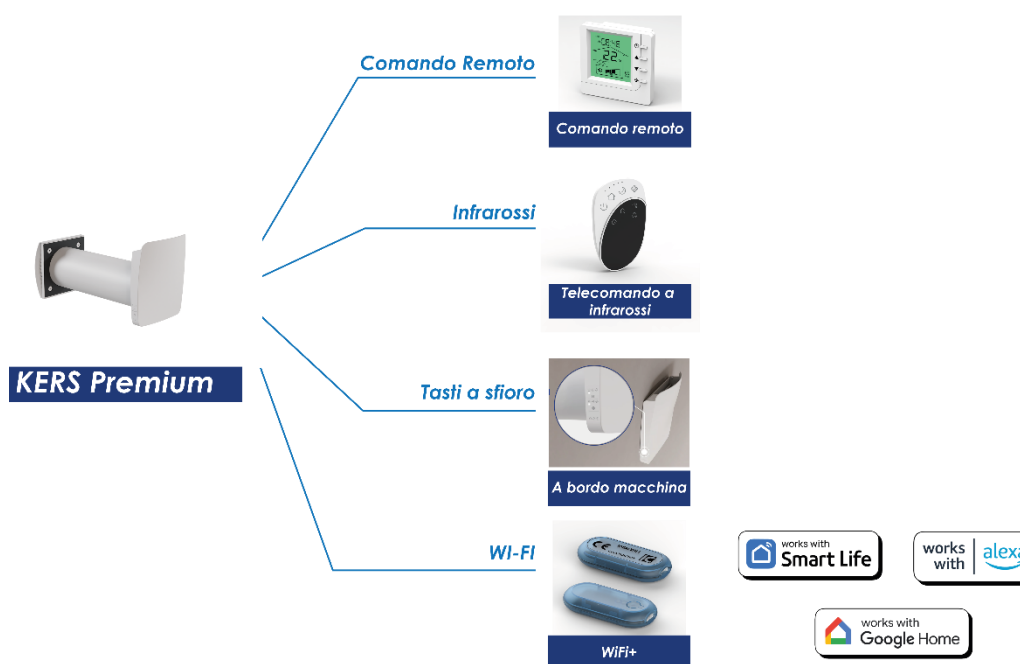 Comando Remoto
Comando remoto
Infrarossi
Telecomando a
infrarossi
KERS Premium
Tasti a sfioro
A bordo macchina
WI-FI
WiFi+
works with
Smart Life
works
with
alexa
works with
Google Home